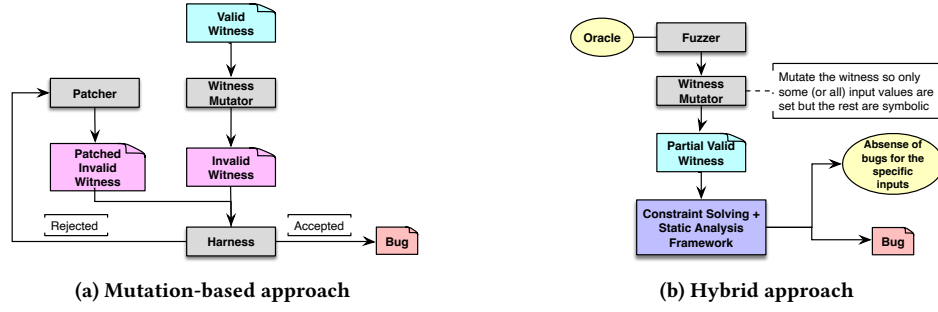 Valid
Witness
Patcher
Witness
Mutator
Patched
Invalid
Witness
Invalid
Witness
Rejected
Harness
Accepted
Bug
(a) Mutation-based approach
Oracle
Fuzzer
Witness
Mutator
Mutate the witness so only
some (or all) input values are
set but the rest are symbolic
Partial Valid
Witness
Absense of
bugs for the
specific
inputs
Constraint Solving +
Static Analysis
Framework
Bug
(b) Hybrid approach